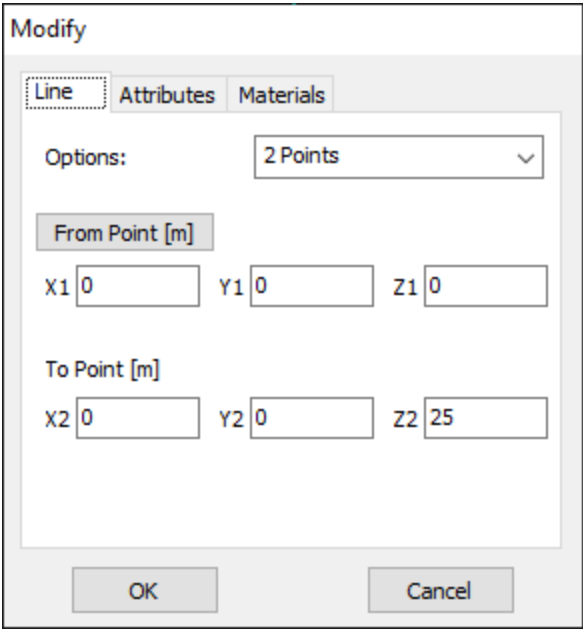 Modify
Line Attributes Materials
Options: 2 Points
From Point [m]
X1 0 Y1 0 Z1 0
To Point [m]
X2 0 Y2 0 Z2 25
OK Cancel